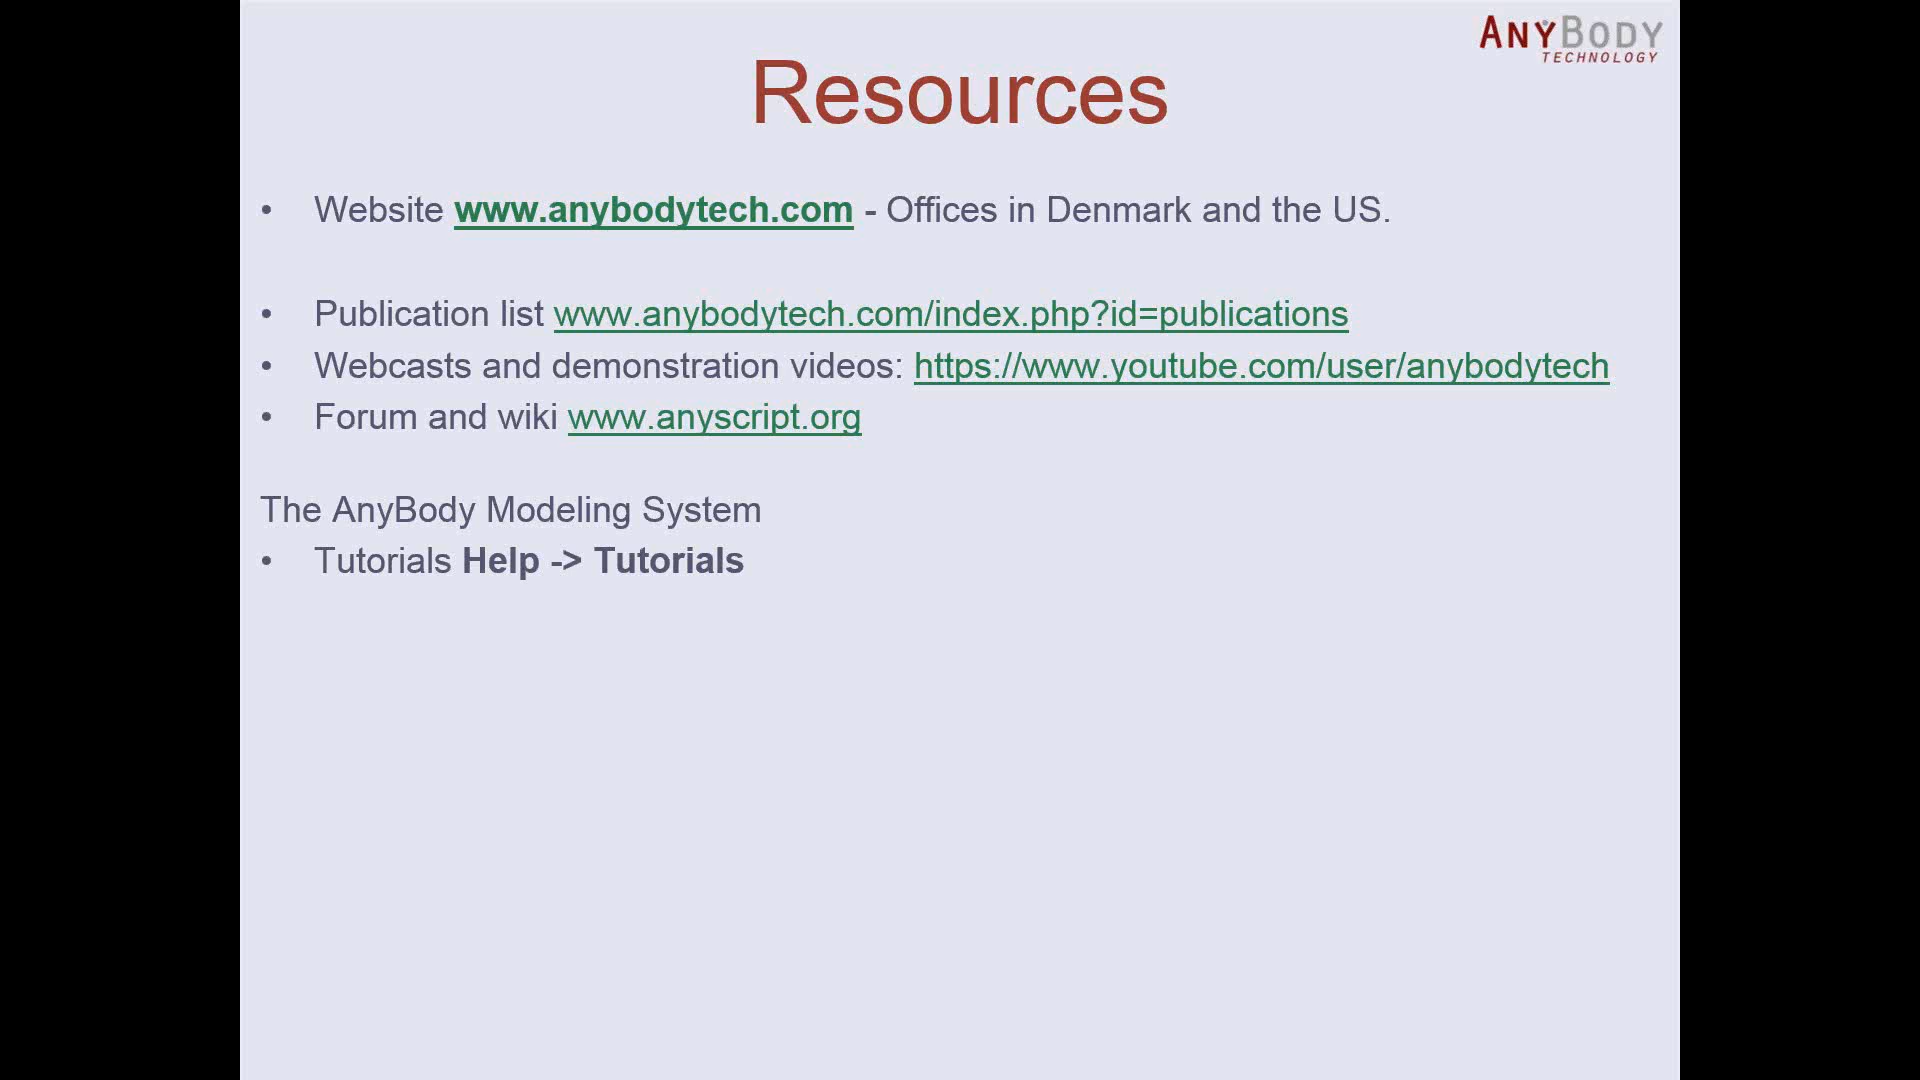 ANYBODY
TECHNOLOGY
Resources
• Website www.anybodytech.com - Offices in Denmark and the US.
• Publication list www.anybodytech.com/index.php?id=publications
• Webcasts and demonstration videos: https://www.youtube.com/user/anybodytech
• Forum and wiki www.anyscript.org
The AnyBody Modeling System
• Tutorials Help -> Tutorials